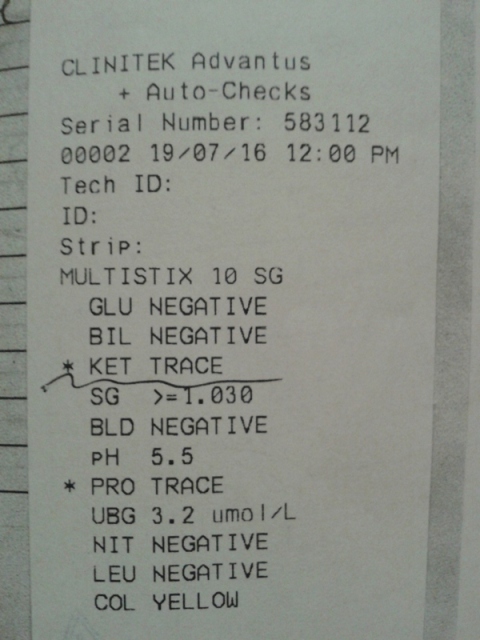 CLINITEK Advantus
+ Auto-Checks
Serial Number: 583112
00002 19/07/16 12:00 PM
Tech ID:
ID:
Strip:
MULTISTIX 10 SG
GLU NEGATIVE
BIL NEGATIVE
* KET TRACE
SG >=1.030
BLD NEGATIVE
pH 5.5
* PRO TRACE
UBG 3.2 umol/L
NIT NEGATIVE
LEU NEGATIVE
COL YELLOW